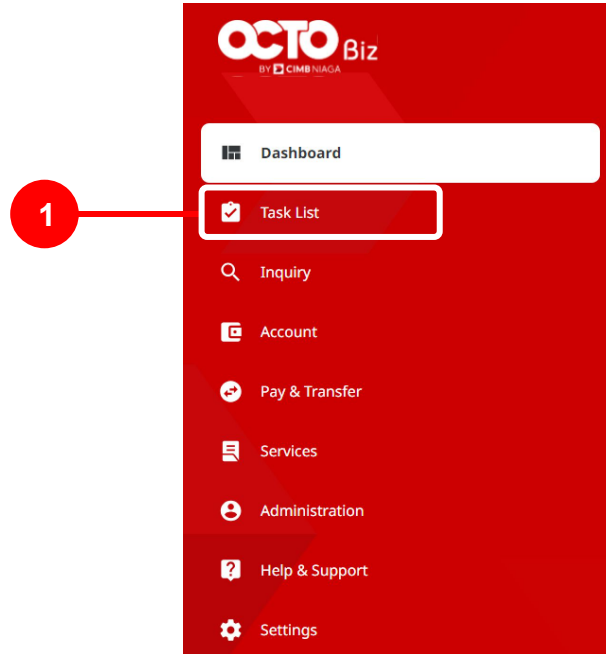 OCTO Biz
BY CIMB NIAGA
Dashboard
1
Task List
Inquiry
Account
Pay & Transfer
Services
Administration
Help & Support
Settings